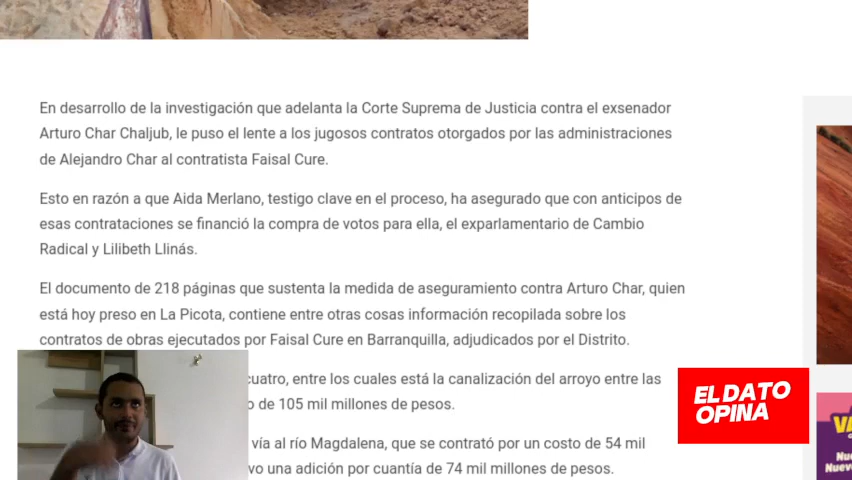 En desarrollo de la investigación que adelanta la Corte Suprema de Justicia contra el exsenador
Arturo Char Chaljub, le puso el lente a los jugosos contratos otorgados por las administraciones
de Alejandro Char al contratista Faisal Cure.
Esto en razón a que Aida Merlano, testigo clave en el proceso, ha asegurado que con anticipos de
esas contrataciones se financió la compra de votos para ella, el exparlamentario de Cambio
Radical y Lilibeth Llinás.
El documento de 218 páginas que sustenta la medida de aseguramiento contra Arturo Char, quien
está hoy preso en La Picota, contiene entre otras cosas información recopilada sobre los
contratos de obras ejecutados por Faisal Cure en Barranquilla, adjudicados por el Distrito.
cuatro, entre los cuales está la canalización del arroyo entre las
o de 105 mil millones de pesos.
vía al río Magdalena, que se contrató por un costo de 54 mil
vo una adición por cuantía de 74 mil millones de pesos.
EL DATO
OPINA